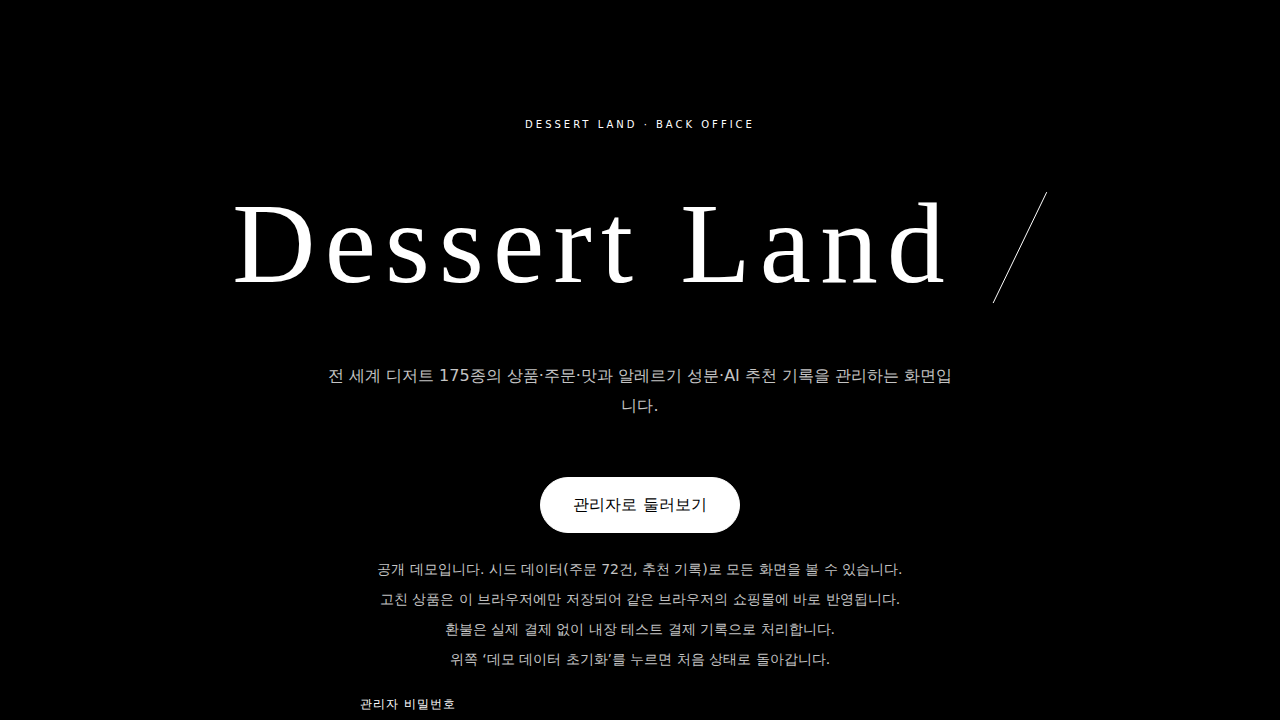 DESSERT LAND · BACK OFFICE
Dessert Land
전 세계 디저트 175종의 상품·주문·맛과 알레르기 성분·AI 추천 기록을 관리하는 화면입
니다.
관리자로 둘러보기
공개 데모입니다. 시드 데이터(주문 72건, 추천 기록)로 모든 화면을 볼 수 있습니다.
고친 상품은 이 브라우저에만 저장되어 같은 브라우저의 쇼핑몰에 바로 반영됩니다.
환불은 실제 결제 없이 내장 테스트 결제 기록으로 처리합니다.
위쪽 ‘데모 데이터 초기화’를 누르면 처음 상태로 돌아갑니다.
관리자 비밀번호